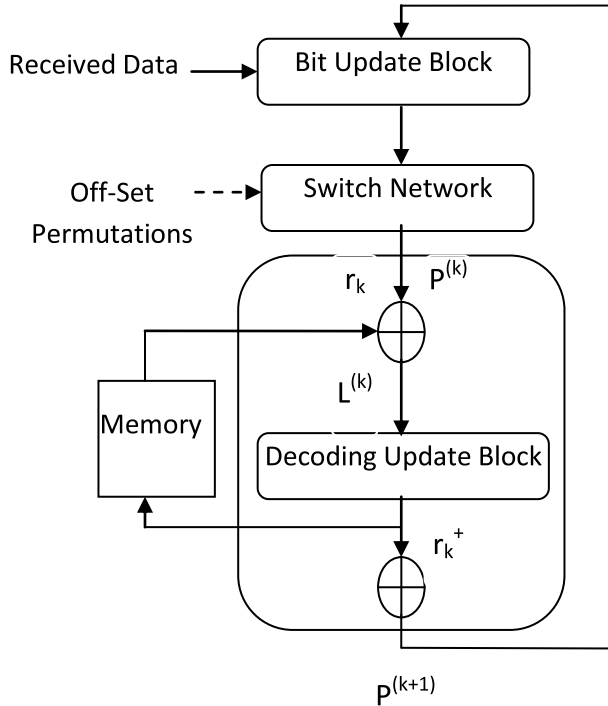 Bit Update Block
Received Data
Switch Network
Off-Set
Permutations
r_k P^(k)
L^(k)
Memory
Decoding Update Block
r_k^+
P^(k+1)